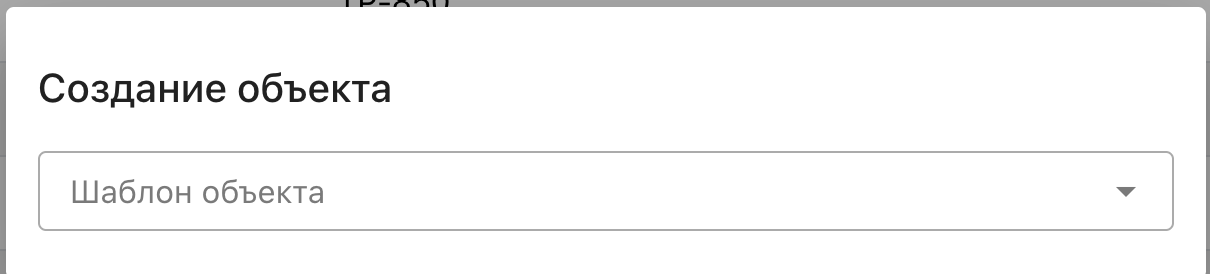 Создание объекта
Шаблон объекта